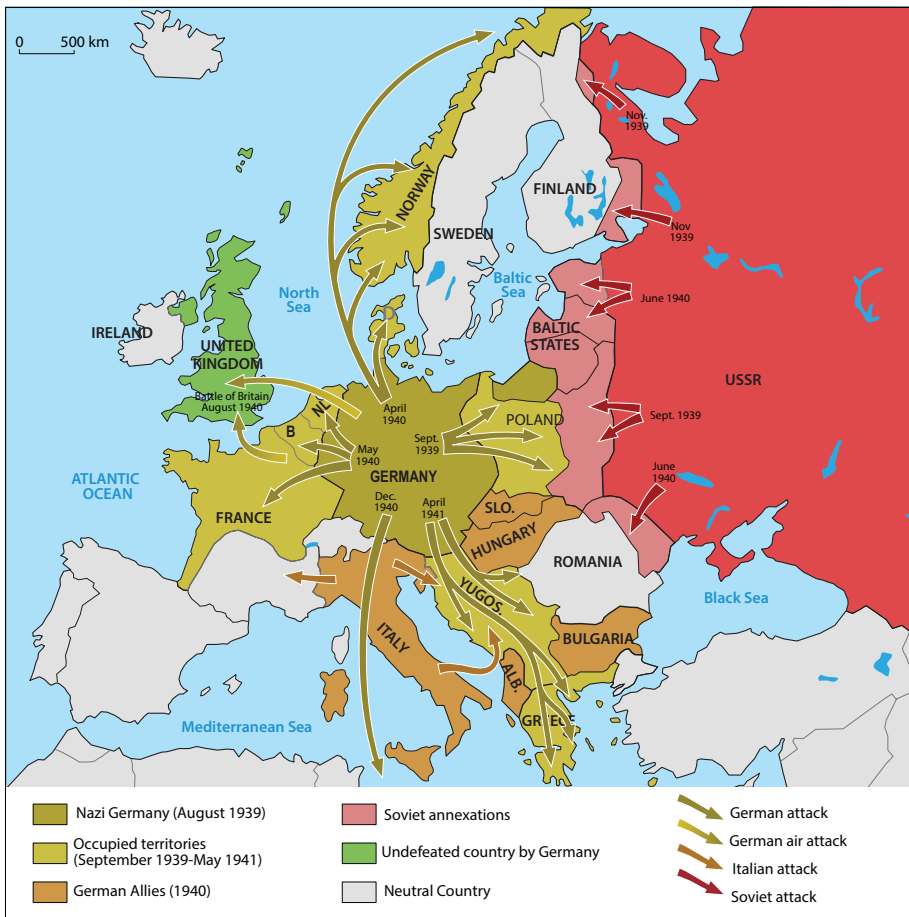 0 500 km
Nov.
1939
NORWAY
FINLAND
SWEDEN
Nov
1939
North
Sea
Baltic
Sea
June 1940
D
IRELAND
UNITED
KINGDOM
BALTIC
STATES
USSR
Battle of Britain
August 1940
NL
April
1940
POLAND
Sept. 1939
B
May
1940
Sept.
1939
GERMANY
June
1940
ATLANTIC
OCEAN
Dec.
1940
April
1941
SLO.
FRANCE
HUNGARY
ROMANIA
YUGOS.
Black Sea
ITALY
BULGARIA
ALB.
Mediterranean Sea
GREECE
Nazi Germany (August 1939)
Occupied territories
(September 1939-May 1941)
German Allies (1940)
Soviet annexations
Undefeated country by Germany
Neutral Country
German attack
German air attack
Italian attack
Soviet attack